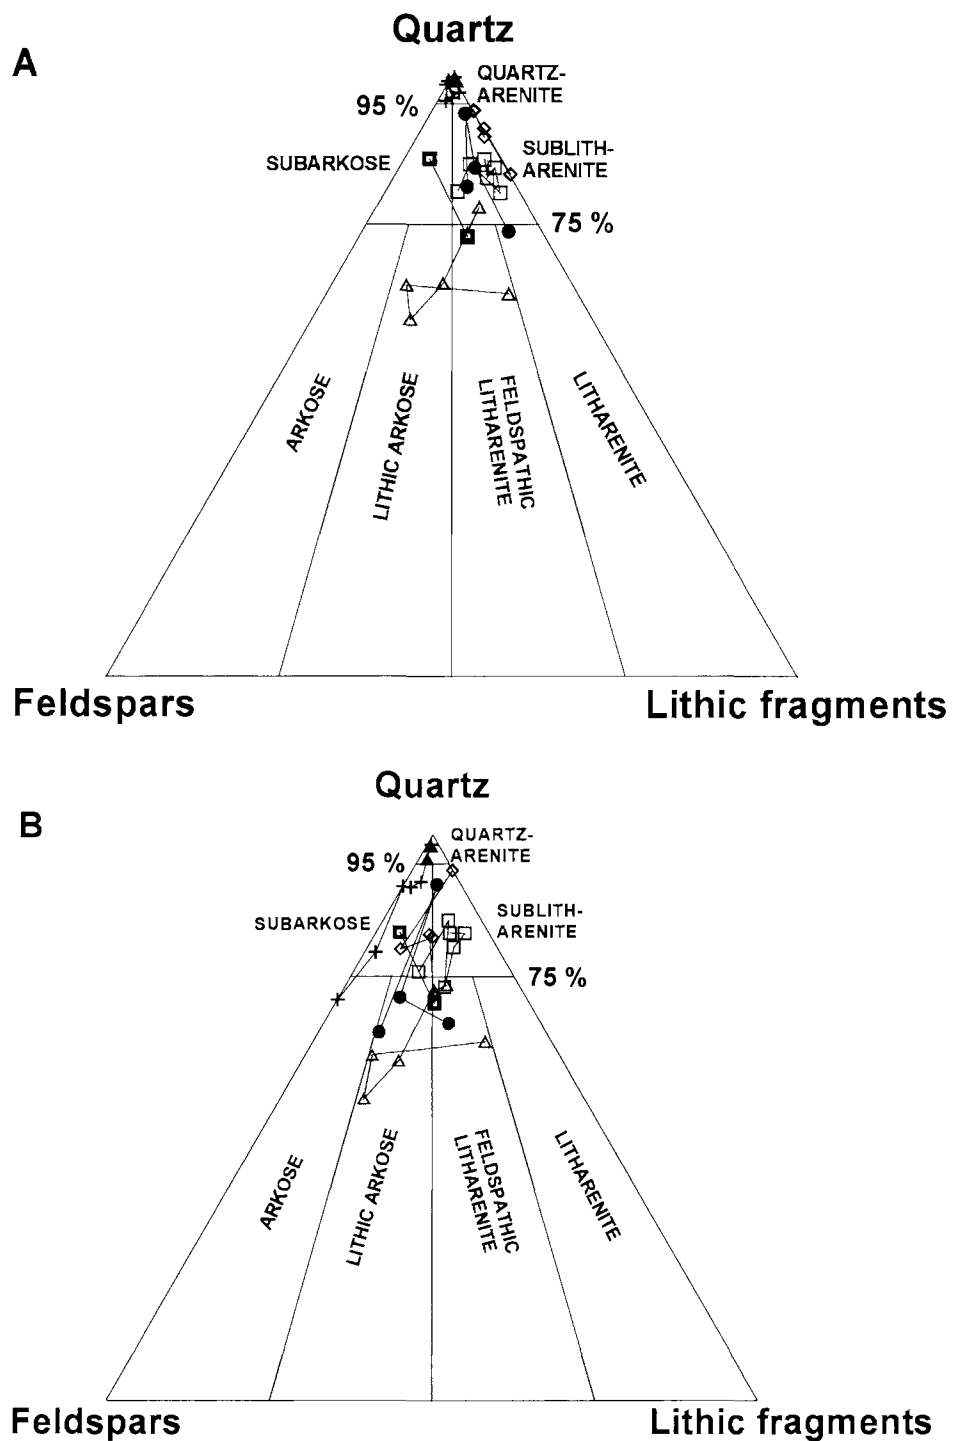 A
Quartz
QUARTZ-
ARENITE
95 %
SUBARKOSE
SUBLITH-
ARENITE
75 %
ARKOSE
LITHIC ARKOSE
FELDSPATHIC
LITHARENITE
LITHARENITE
Feldspars
Lithic fragments
B
Quartz
QUARTZ-
ARENITE
95 %
SUBARKOSE
SUBLITH-
ARENITE
75 %
ARKOSE
LITHIC ARKOSE
FELDSPATHIC
LITHARENITE
LITHARENITE
Feldspars
Lithic fragments